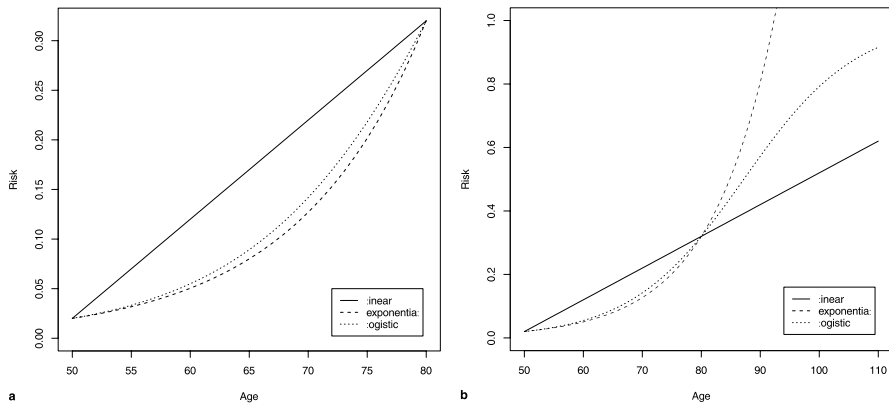 0.30
0.25
0.20
0.15
0.10
0.05
0.00
Risk
:inear
exponentia:
:ogistic
50 55 60 65 70 75 80
Age
a
1.0
0.8
0.6
0.4
0.2
0.0
Risk
:inear
exponentia:
:ogistic
50 60 70 80 90 100 110
Age
b